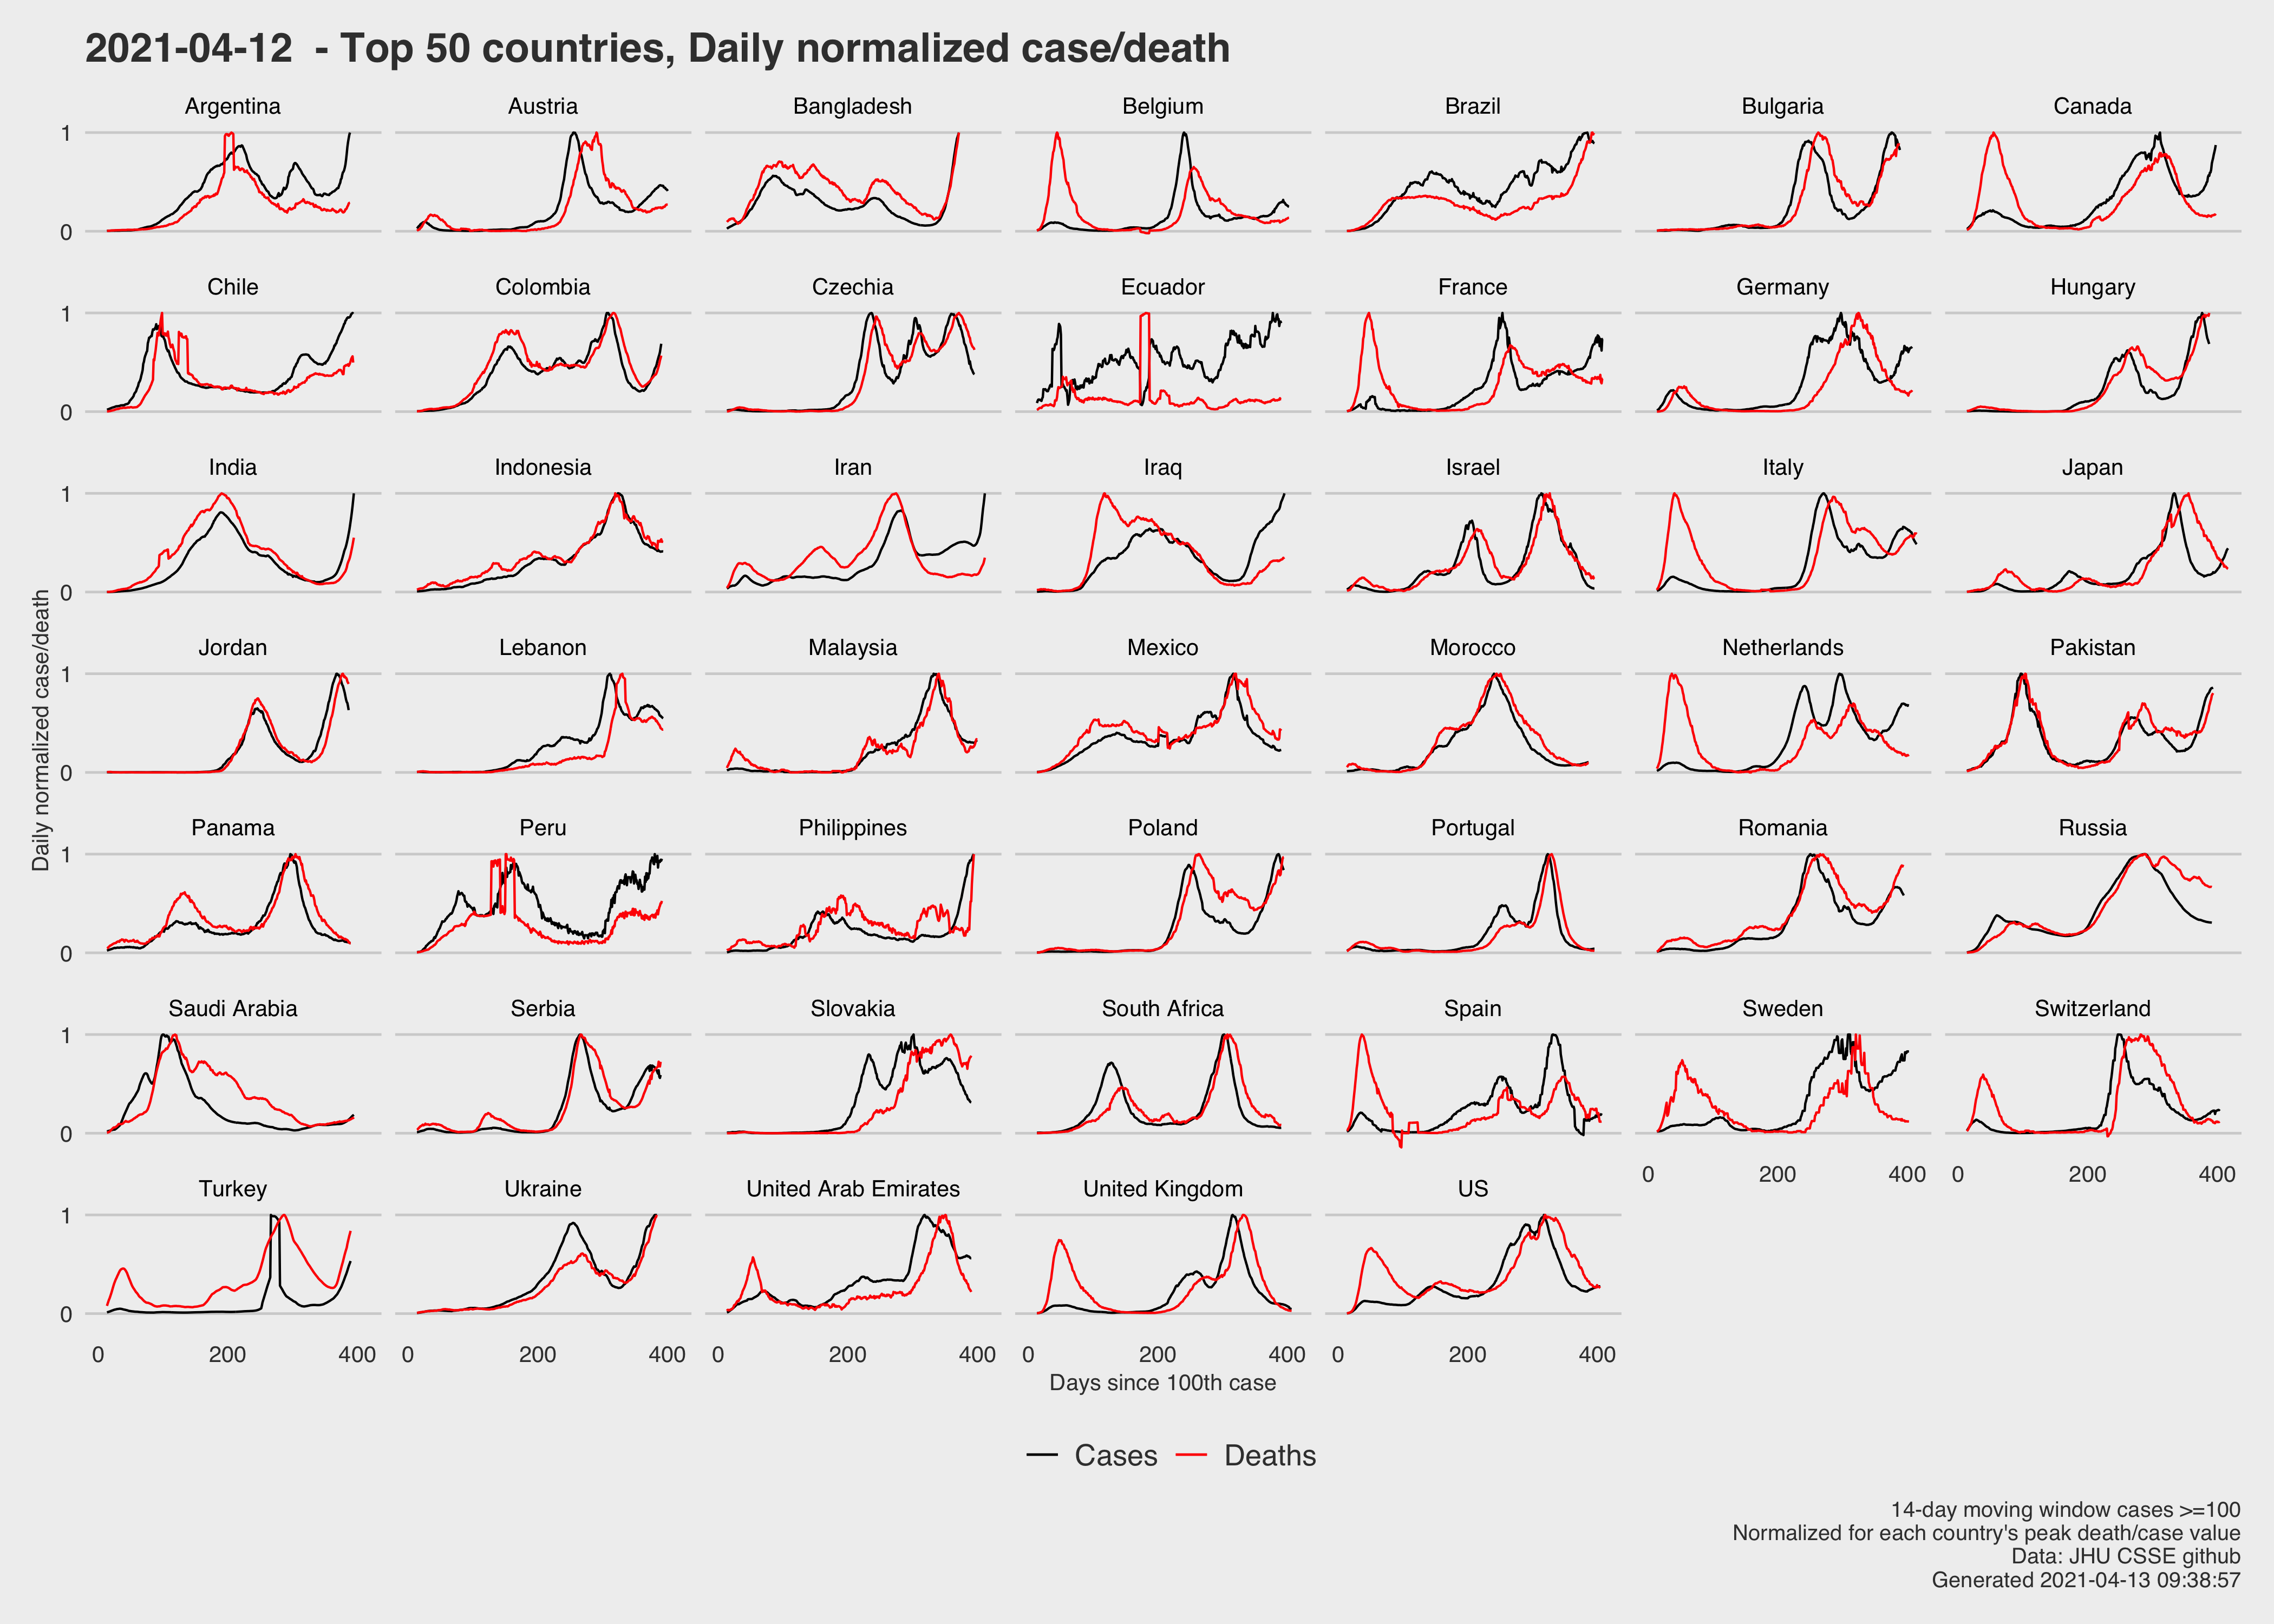 2021-04-12  - Top 50 countries, Daily normalized case/death
Argentina Austria Bangladesh Belgium Brazil Bulgaria Canada
1
0
Chile Colombia Czechia Ecuador France Germany Hungary
1
0
India Indonesia Iran Iraq Israel Italy Japan
1
0
Daily normalized case/death
Jordan Lebanon Malaysia Mexico Morocco Netherlands Pakistan
1
0
Panama Peru Philippines Poland Portugal Romania Russia
1
0
Saudi Arabia Serbia Slovakia South Africa Spain Sweden Switzerland
1
0
0 200 400 0 200 400
Turkey Ukraine United Arab Emirates United Kingdom US
1
0
0 200 400 0 200 400 0 200 400 0 200 400 0 200 400
Days since 100th case
Cases Deaths
14-day moving window cases >=100
Normalized for each country's peak death/case value
Data: JHU CSSE github
Generated 2021-04-13 09:38:57